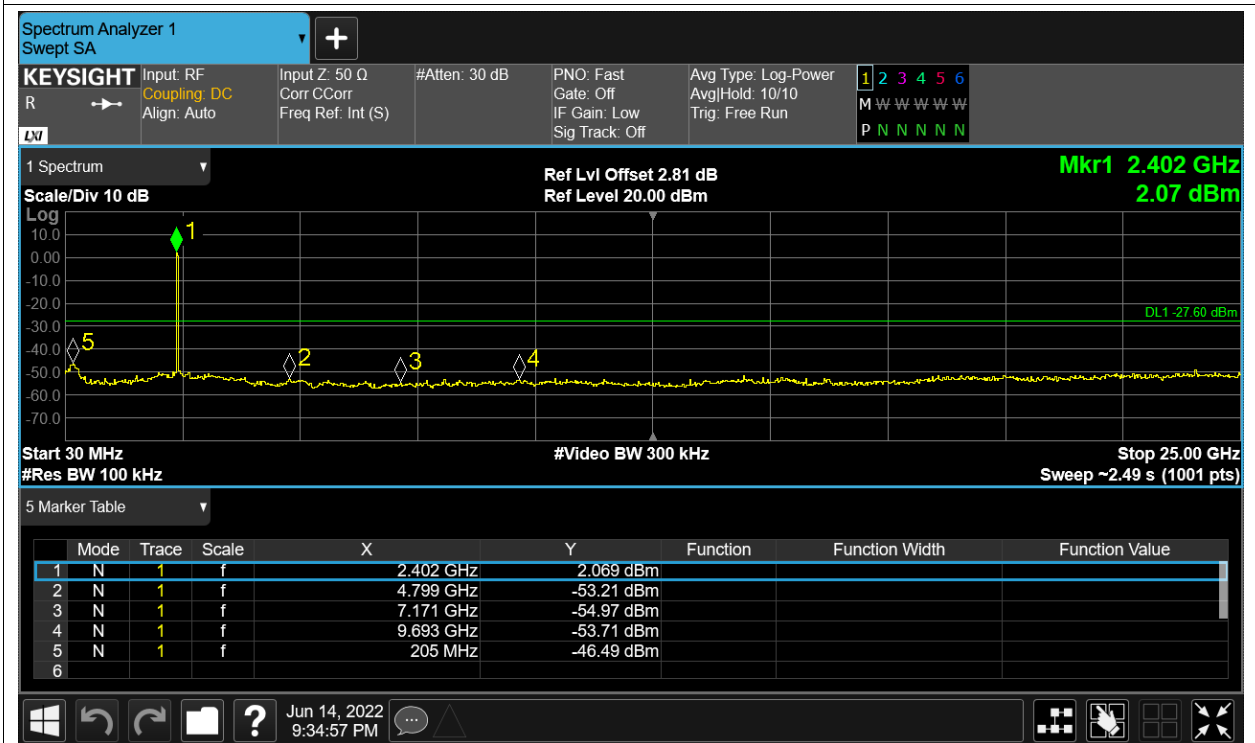 Spectrum Analyzer 1
Swept SA
KEYSIGHT Input: RF Input Z: 50 Ω #Atten: 30 dB PNO: Fast Avg Type: Log-Power 1 2 3 4 5 6
R Coupling: DC Corr CCorr Gate: Off Avg|Hold: 10/10 M W W W W W
Align: Auto Freq Ref: Int (S) IF Gain: Low Trig: Free Run
LXI Sig Track: Off P N N N N N
1 Spectrum Ref Lvl Offset 2.81 dB Mkr1 2.402 GHz
Scale/Div 10 dB Ref Level 20.00 dBm 2.07 dBm
Log
10.0 1
0.00
-10.0
-20.0
DL1 -27.60 dBm
-30.0
5
-40.0 2 3 4
-50.0
-60.0
-70.0
Start 30 MHz #Video BW 300 kHz Stop 25.00 GHz
#Res BW 100 kHz Sweep ~2.49 s (1001 pts)
5 Marker Table
Mode Trace Scale X Y Function Function Width Function Value
1 N 1 f 2.402 GHz 2.069 dBm
2 N 1 f 4.799 GHz -53.21 dBm
3 N 1 f 7.171 GHz -54.97 dBm
4 N 1 f 9.693 GHz -53.71 dBm
5 N 1 f 205 MHz -46.49 dBm
6
? Jun 14, 2022
9:34:57 PM